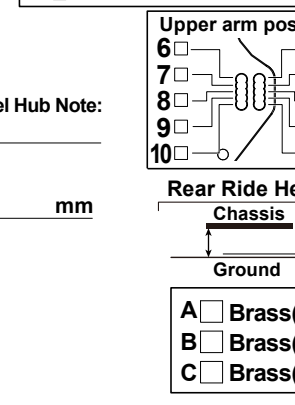 Upper arm pos
6
7
8
9
10
el Hub Note:
mm
Rear Ride He
Chassis
Ground
A Brass(
B Brass(
C Brass(